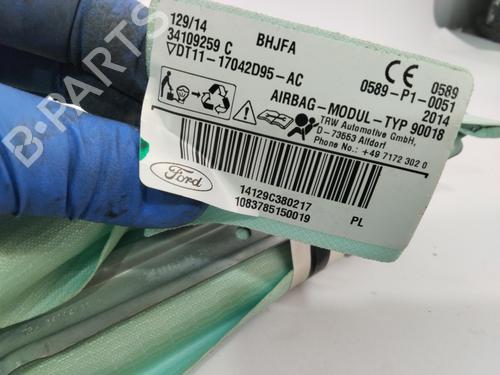 129/14
34109259 C
BHJFA
DT11-17042D95-AC
0589
0589-P1-0051
2014
AIRBAG-MODUL-TYP 90018
TRW Automotive GmbH,
D-73553 Alfdorf
Phone No.: +49 7172 302 0
Ford
14129C380217
1083785150019
PL
B-PARTS